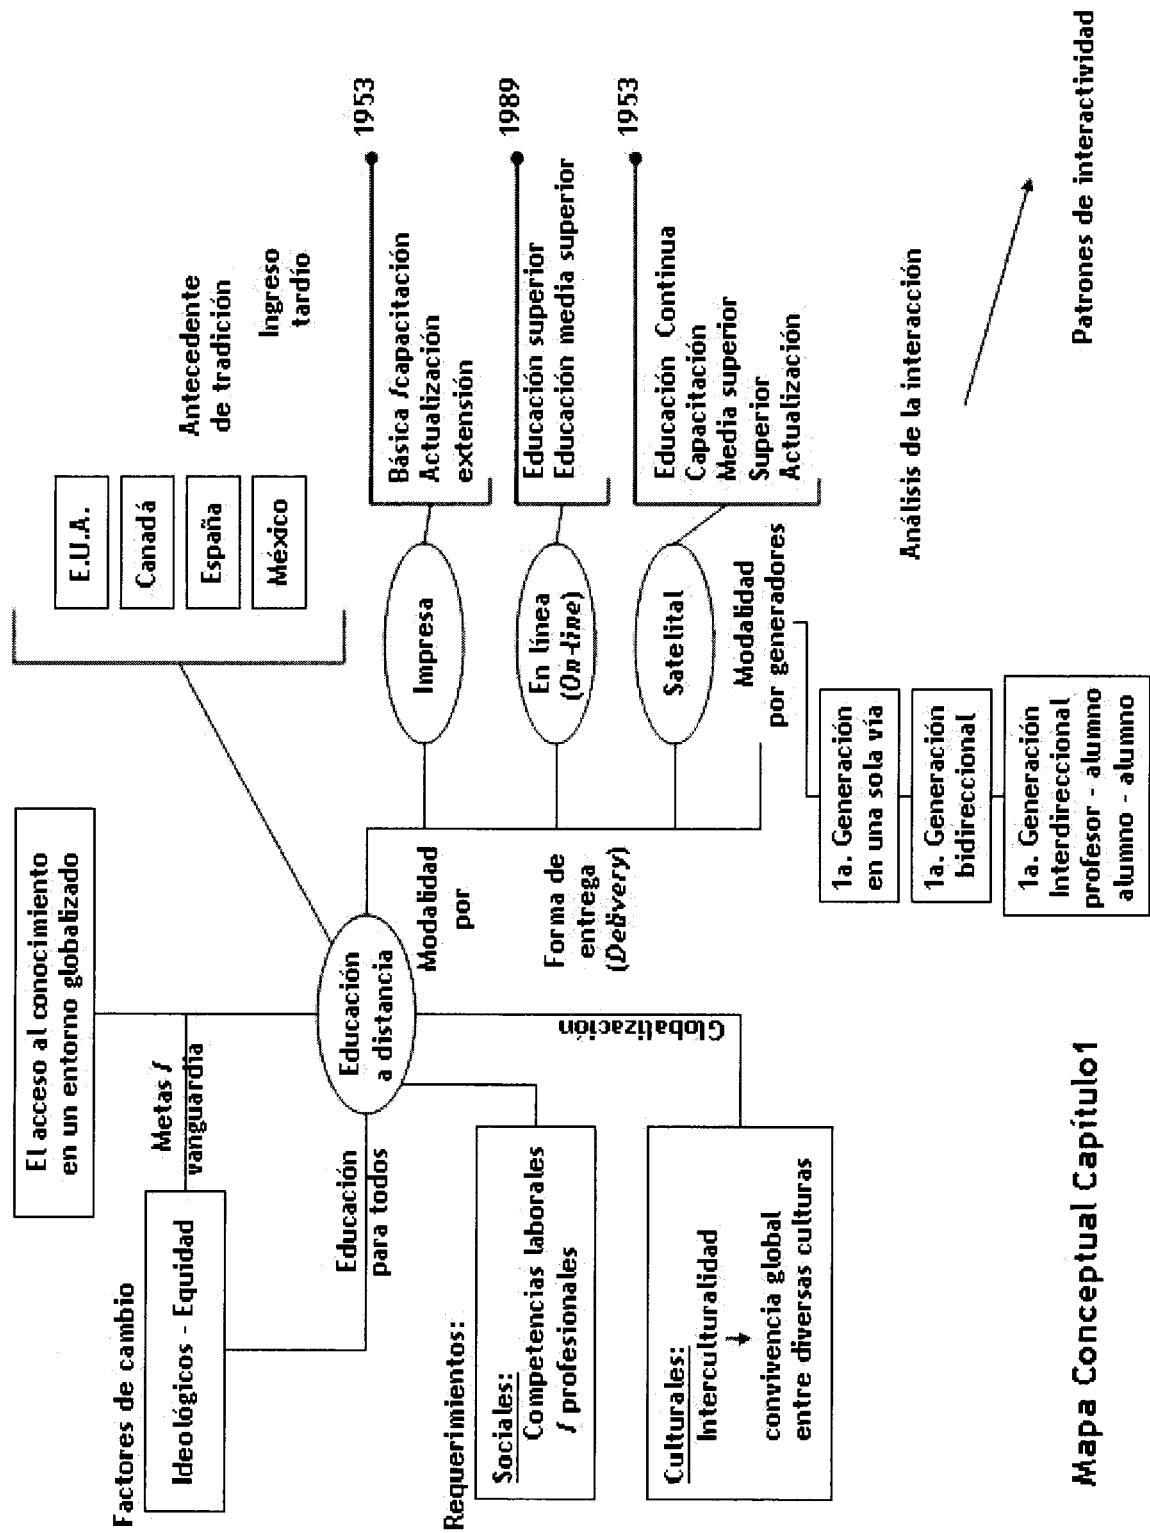 El acceso al conocimiento
en un entorno globalizado
Factores de cambio
Ideológicos - Equidad
Metas /
vanguardia
Educación
para todos
Educación
a distancia
Requerimientos:
Sociales:
Competencias laborales
/ profesionales
Culturales:
Interculturalidad
convivencia global
entre diversas culturas
Globalización
E.U.A.
Canadá
España
México
Antecedente
de tradición
Ingreso
tardío
Modalidad
por
Forma de
entrega
(Delivery)
Impresa
Básica /capacitación
Actualización
extensión
1953
En línea
(On-line)
Educación superior
Educación media superior
1989
Satelital
Educación Continua
Capacitación
Media superior
Superior
Actualización
1953
Modalidad
por generadores
1a. Generación
en una sola vía
1a. Generación
bidireccional
1a. Generación
Interdireccional
profesor - alumno
alumno - alumno
Análisis de la interacción
Patrones de interactividad
Mapa Conceptual Capítulo1